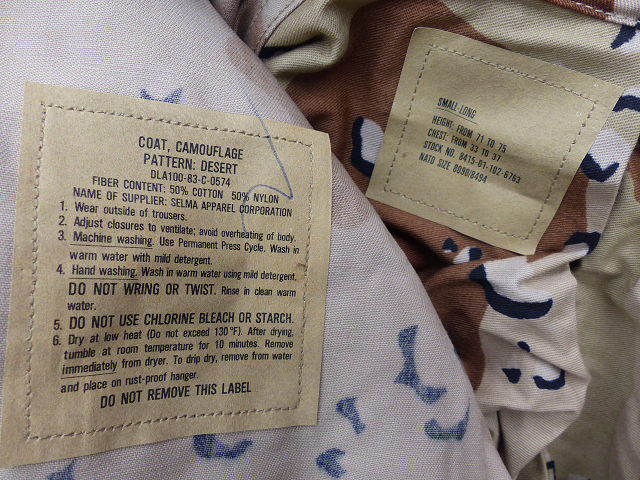 COAT, CAMOUFLAGE
PATTERN: DESERT
DLA100-83-C-0574
FIBER CONTENT: 50% COTTON 50% NYLON
NAME OF SUPPLIER: SELMA APPAREL CORPORATION
1. Wear outside of trousers.
2. Adjust closures to ventilate; avoid overheating of body.
3. Machine washing. Use Permanent Press Cycle. Wash in
warm water with mild detergent.
4. Hand washing. Wash in warm water using mild detergent.
DO NOT WRING OR TWIST. Rinse in clean warm
water.
5. DO NOT USE CHLORINE BLEACH OR STARCH.
6. Dry at low heat (Do not exceed 130°F). After drying,
tumble at room temperature for 10 minutes. Remove
immediately from dryer. To drip dry, remove from water
and place on rust-proof hanger.
DO NOT REMOVE THIS LABEL
SMALL-LONG
HEIGHT: FROM 71 TO 75
CHEST: FROM 33 TO 37
STOCK NO. 8415-01-102-6763
NATO SIZE 8090/8494